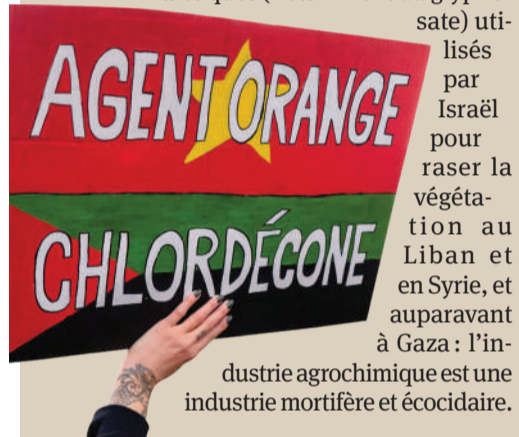 sate) uti-
lisés
par
Israël
pour
raser la
végéta-
tion au
Liban et
en Syrie, et
auparavant
à Gaza : l’in-
dustrie agrochimique est une
industrie mortifère et écocidaire.
AGENT ORANGE
CHLORDÉCONE